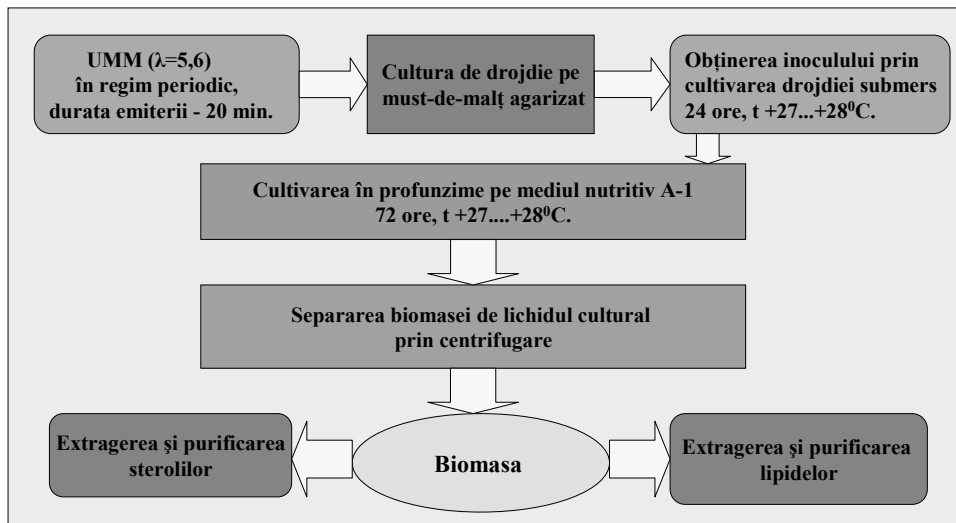 UMM (λ=5,6)
în regim periodic,
durata emiterii - 20 min.
Cultura de drojdie pe
must-de-malț agarizat
Obținerea inoculului prin
cultivarea drojdiei submers
24 ore, t +27...+28⁰C.
Cultivarea în profunzime pe mediul nutritiv A-1
72 ore, t +27....+28⁰C.
Separarea biomasei de lichidul cultural
prin centrifugare
Extragerea şi purificarea
sterolilor
Biomasa
Extragerea şi purificarea
lipidelor